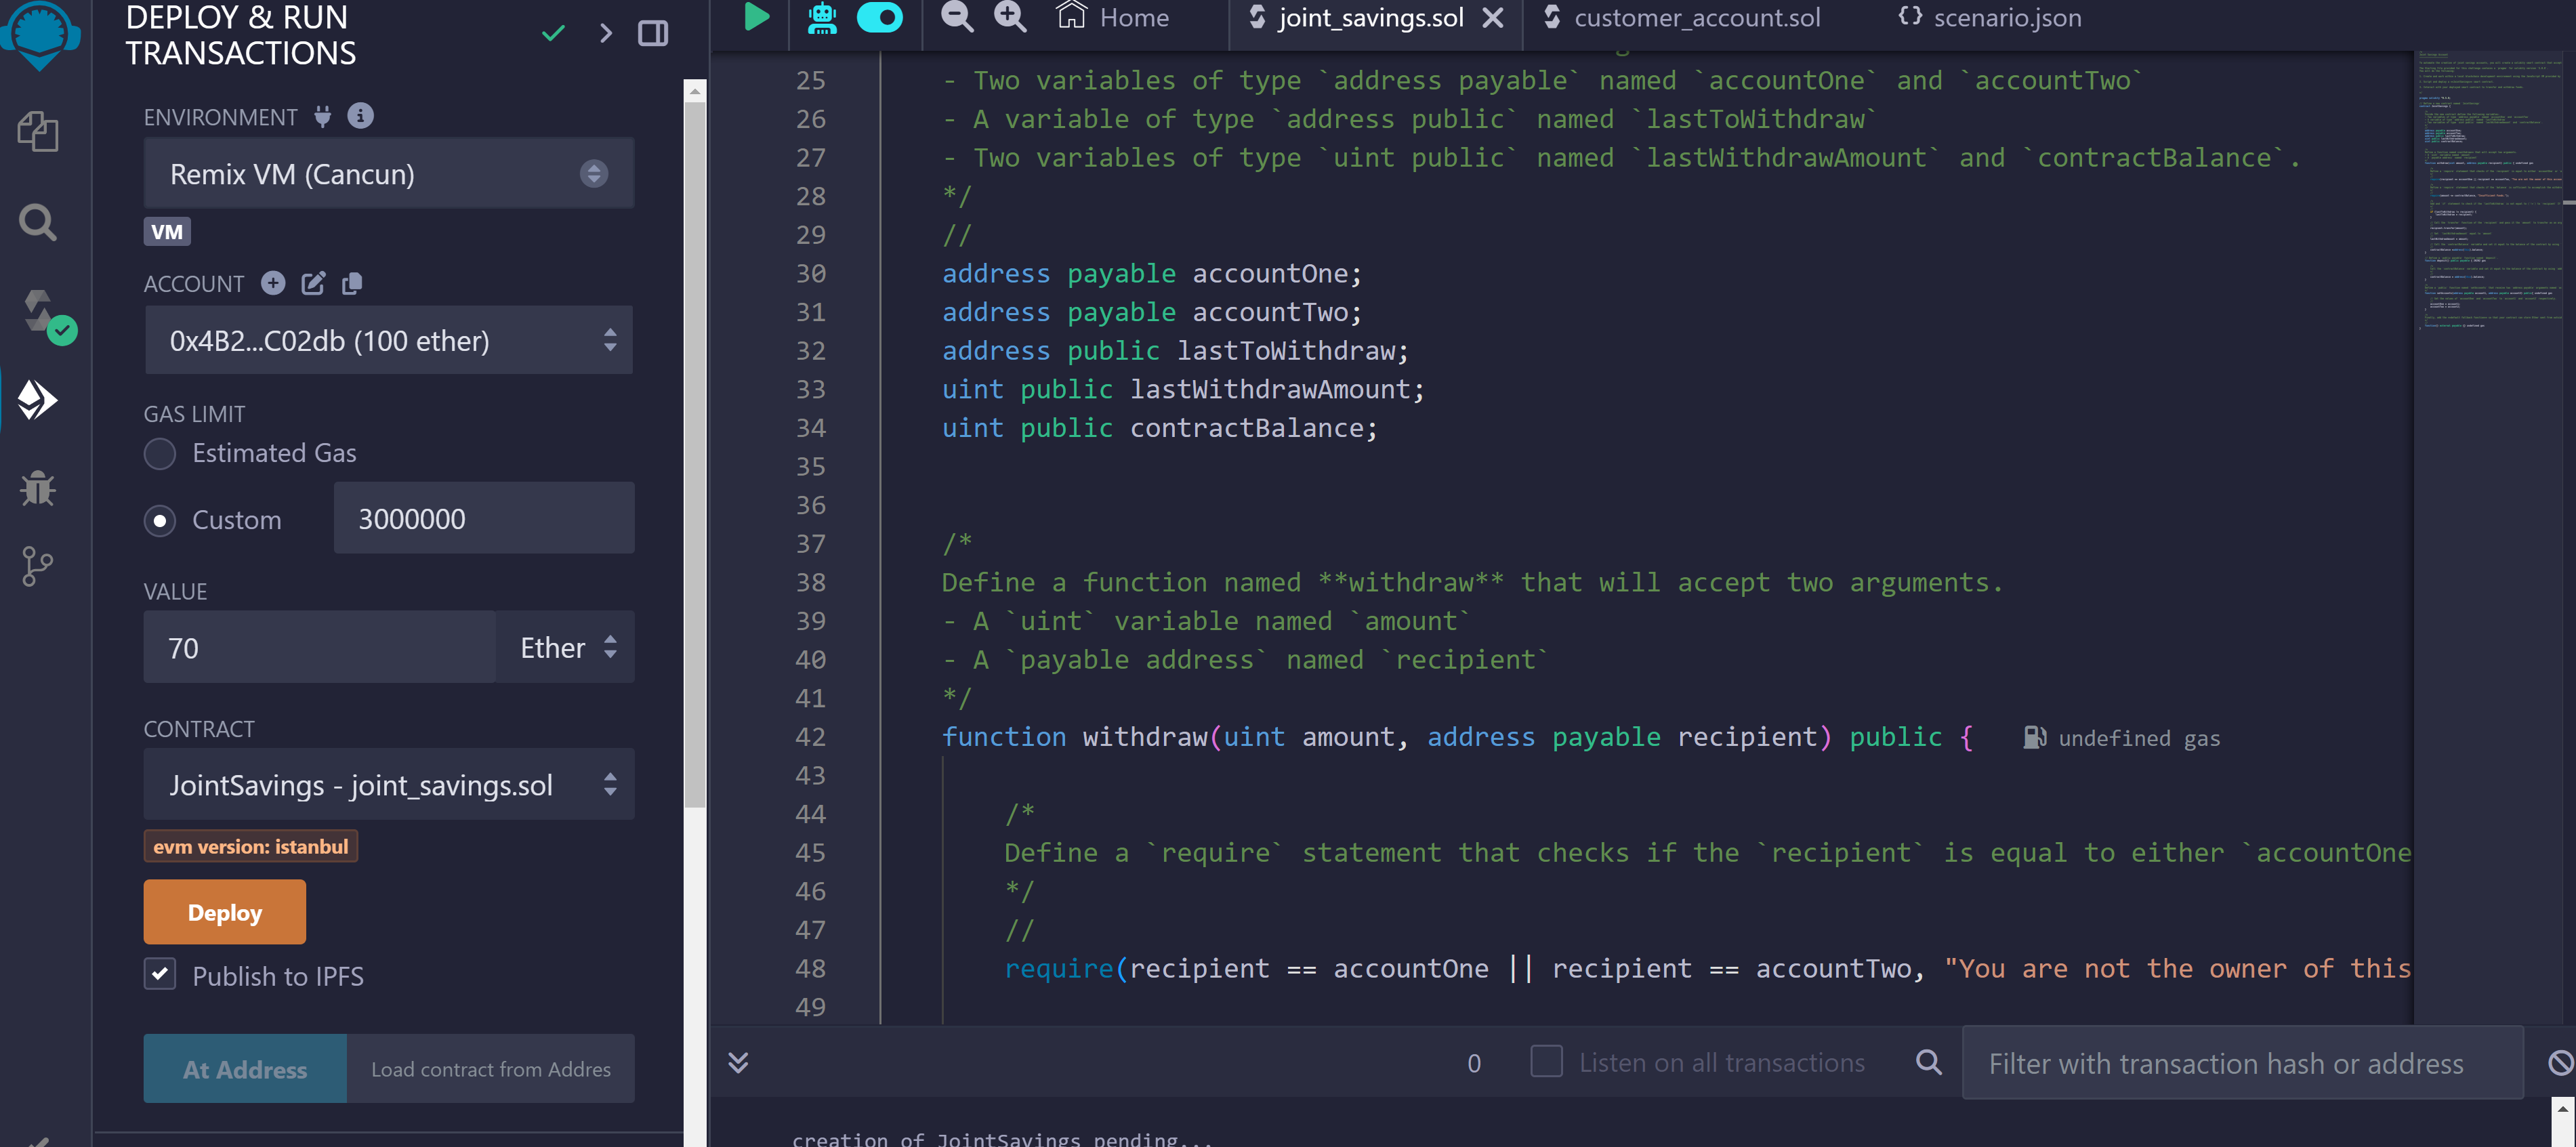 DEPLOY & RUN
TRANSACTIONS
ENVIRONMENT
Remix VM (Cancun)
VM
ACCOUNT
0x4B2...C02db (100 ether)
GAS LIMIT
Estimated Gas
Custom
3000000
VALUE
70
Ether
CONTRACT
JointSavings - joint_savings.sol
evm version: istanbul
Deploy
Publish to IPFS
At Address
Load contract from Addres
Home
joint_savings.sol
customer_account.sol
{} scenario.json
25 - Two variables of type `address payable` named `accountOne` and `accountTwo`
26 - A variable of type `address public` named `lastToWithdraw`
27 - Two variables of type `uint public` named `lastWithdrawAmount` and `contractBalance`.
28 */
29 //
30 address payable accountOne;
31 address payable accountTwo;
32 address public lastToWithdraw;
33 uint public lastWithdrawAmount;
34 uint public contractBalance;
35
36
37 /*
38 Define a function named **withdraw** that will accept two arguments.
39 - A `uint` variable named `amount`
40 - A `payable address` named `recipient`
41 */
42 function withdraw(uint amount, address payable recipient) public { undefined gas
43
44 /*
45 Define a `require` statement that checks if the `recipient` is equal to either `accountOne
46 */
47 //
48 require(recipient == accountOne || recipient == accountTwo, "You are not the owner of this
49
0
Listen on all transactions
Filter with transaction hash or address
creation of JointSavings pending...